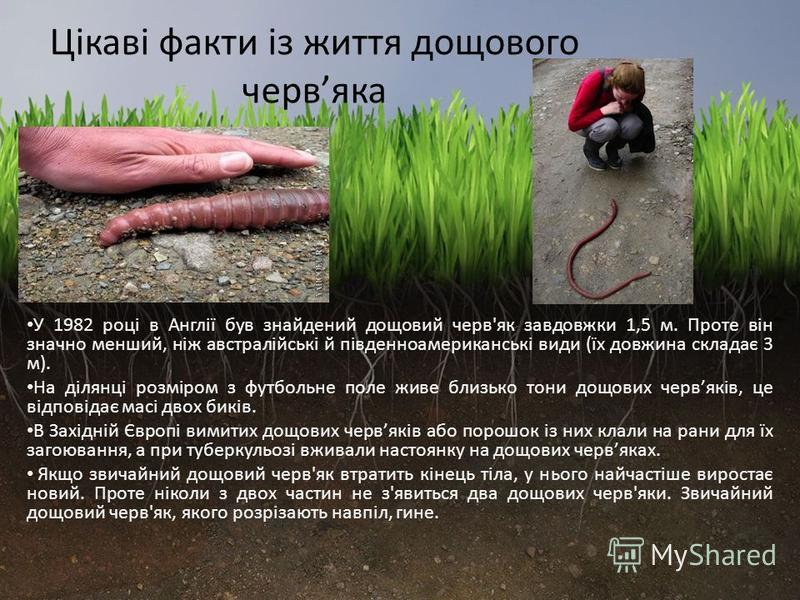 Цікаві факти із життя дощового
черв’яка
•У 1982 році в Англії був знайдений дощовий черв'як завдовжки 1,5 м. Проте він
значно менший, ніж австралійські й південноамериканські види (їх довжина складає 3
м).
•На ділянці розміром з футбольне поле живе близько тони дощових черв’яків, це
відповідає масі двох биків.
•В Західній Європі вимитих дощових черв’яків або порошок із них клали на рани для їх
загоювання, а при туберкульозі вживали настоянку на дощових черв’яках.
• Якщо звичайний дощовий черв'як втратить кінець тіла, у нього найчастіше виростає
новий. Проте ніколи з двох частин не з'явиться два дощових черв'яки. Звичайний
дощовий черв'як, якого розрізають навпіл, гине.
MyShared